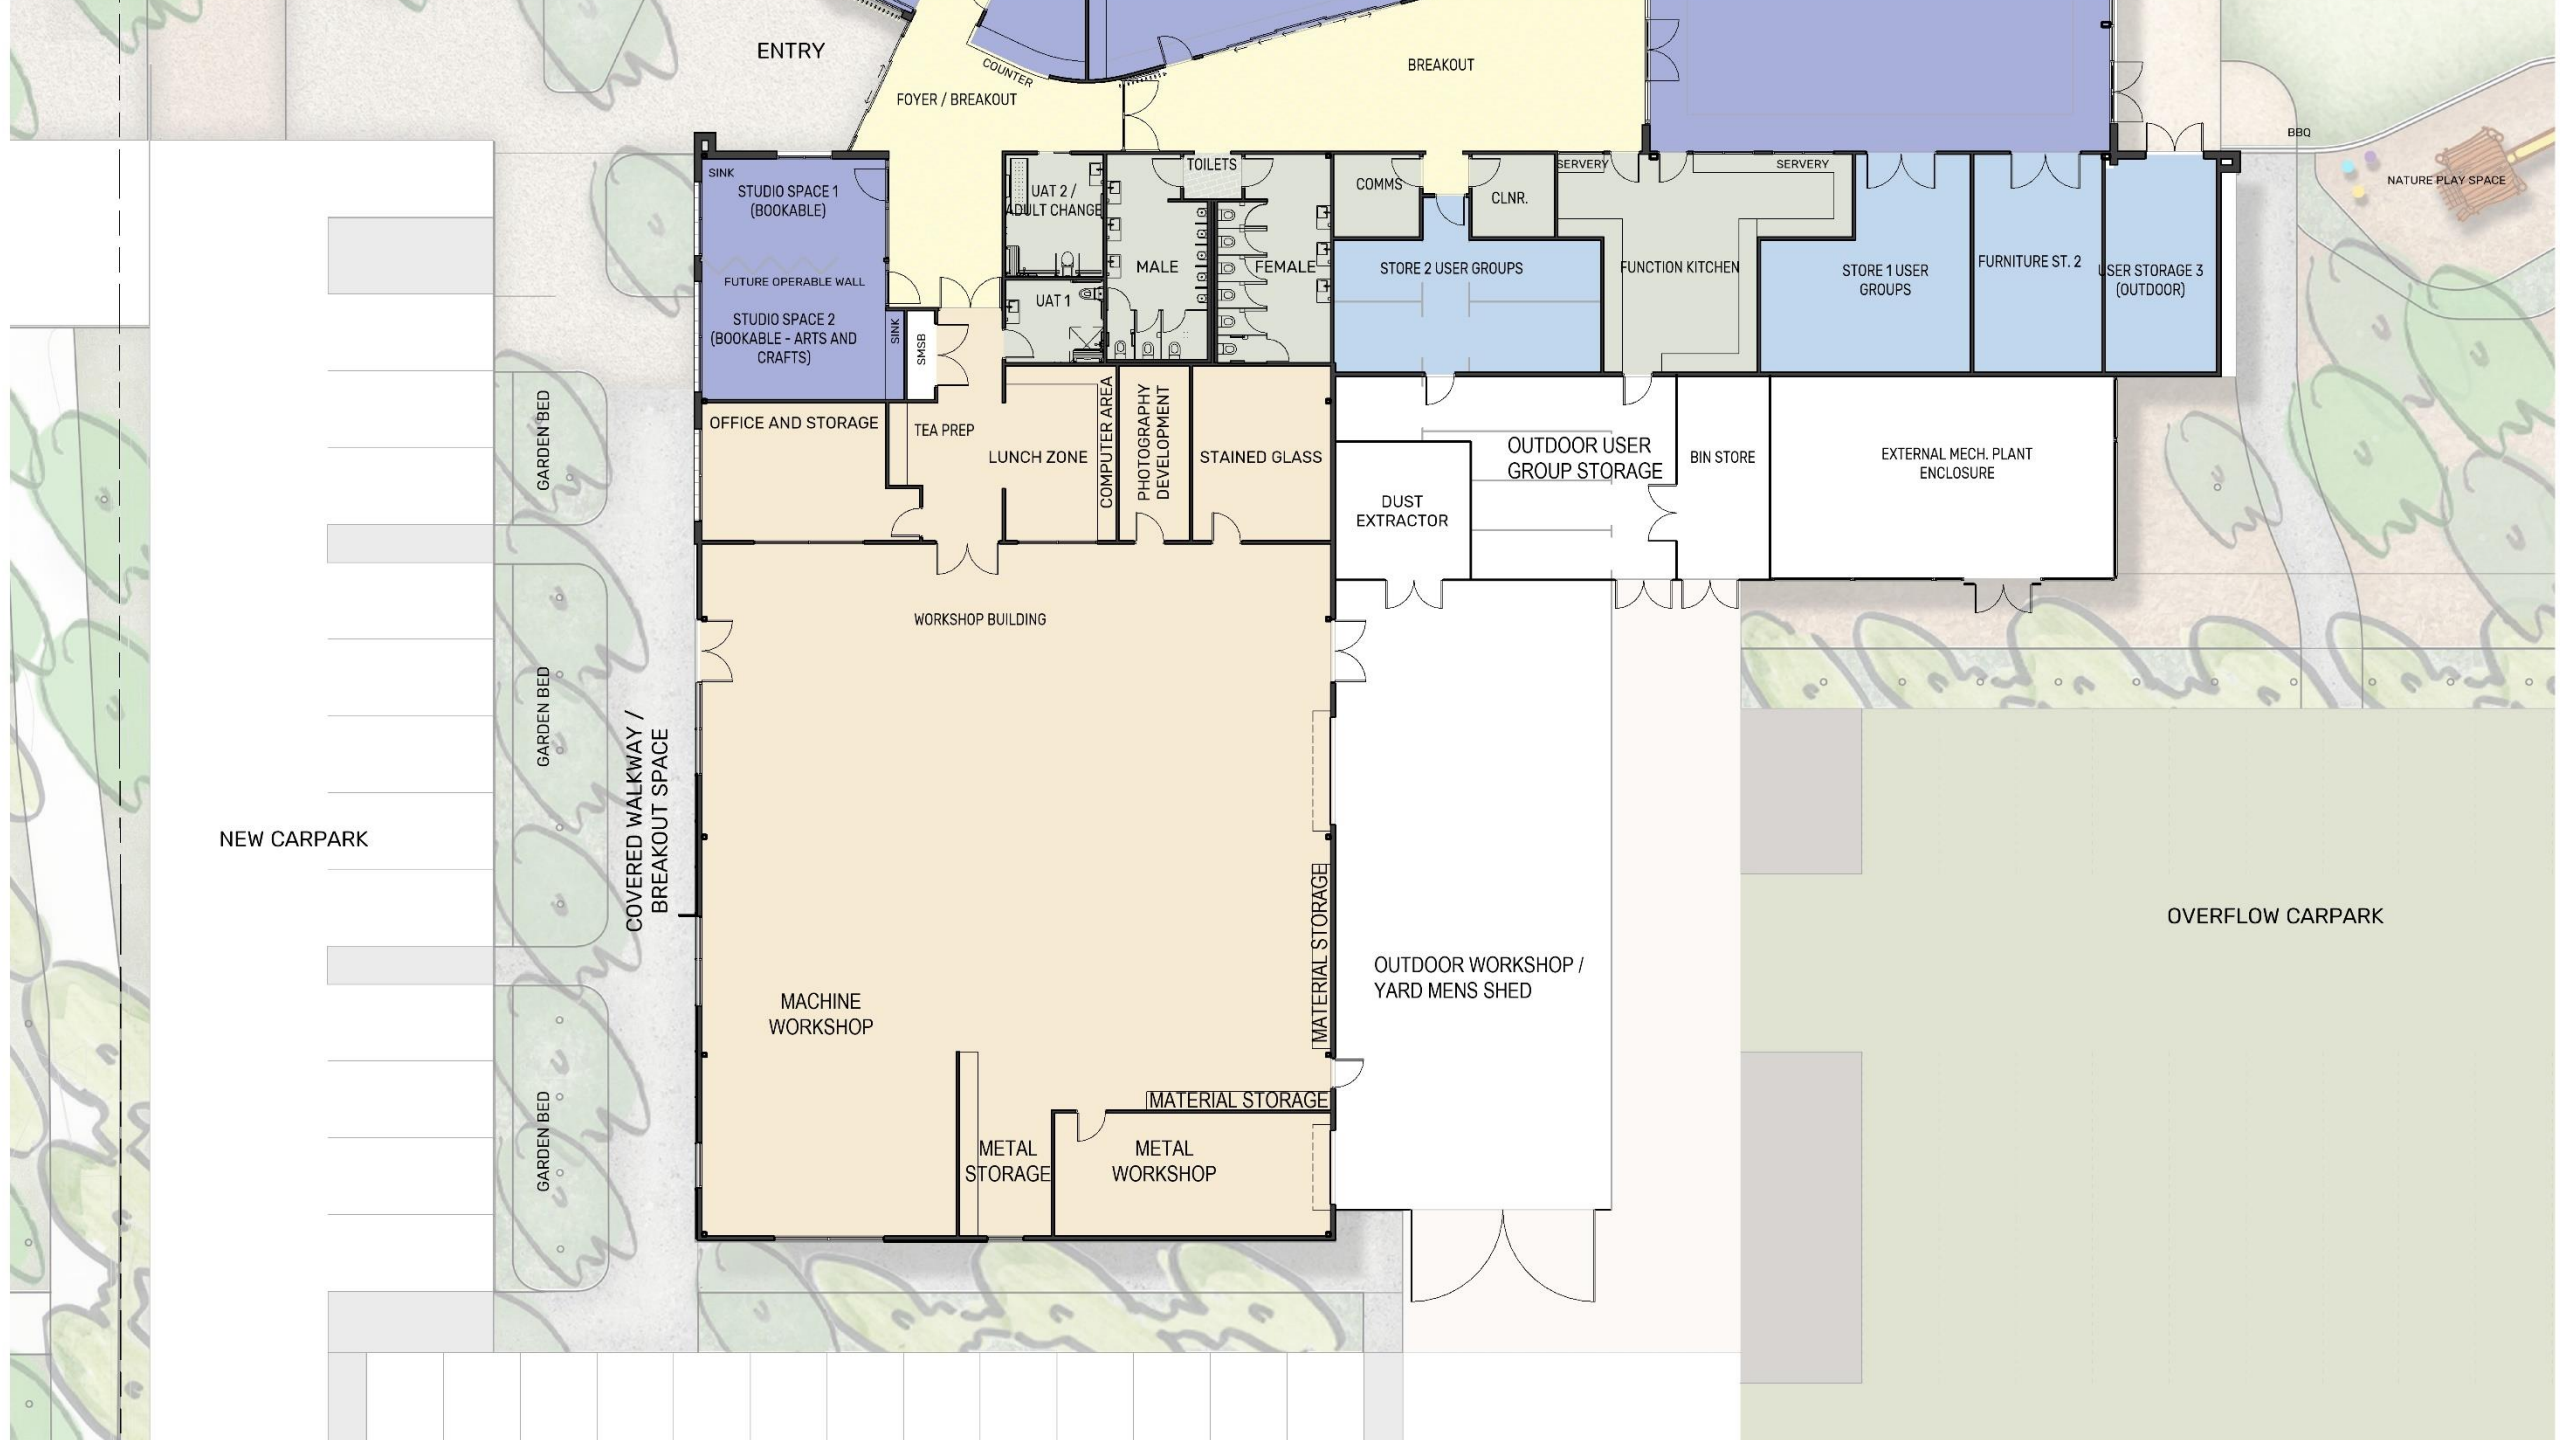 ENTRY
COUNTER
FOYER / BREAKOUT
BREAKOUT
BBQ
NATURE PLAY SPACE
SINK
STUDIO SPACE 1
(BOOKABLE)
FUTURE OPERABLE WALL
STUDIO SPACE 2
(BOOKABLE - ARTS AND
CRAFTS)
SINK
SMSB
UAT 2 /
ADULT CHANGE
UAT 1
TOILETS
MALE
FEMALE
COMMS
CLNR.
SERVERY
SERVERY
STORE 2 USER GROUPS
FUNCTION KITCHEN
STORE 1 USER
GROUPS
FURNITURE ST. 2
USER STORAGE 3
(OUTDOOR)
OFFICE AND STORAGE
TEA PREP
LUNCH ZONE
COMPUTER AREA
PHOTOGRAPHY
DEVELOPMENT
STAINED GLASS
OUTDOOR USER
GROUP STORAGE
DUST
EXTRACTOR
BIN STORE
EXTERNAL MECH. PLANT
ENCLOSURE
GARDEN BED
GARDEN BED
GARDEN BED
COVERED WALKWAY /
BREAKOUT SPACE
NEW CARPARK
WORKSHOP BUILDING
MACHINE
WORKSHOP
MATERIAL STORAGE
MATERIAL STORAGE
METAL
STORAGE
METAL
WORKSHOP
OUTDOOR WORKSHOP /
YARD MENS SHED
OVERFLOW CARPARK